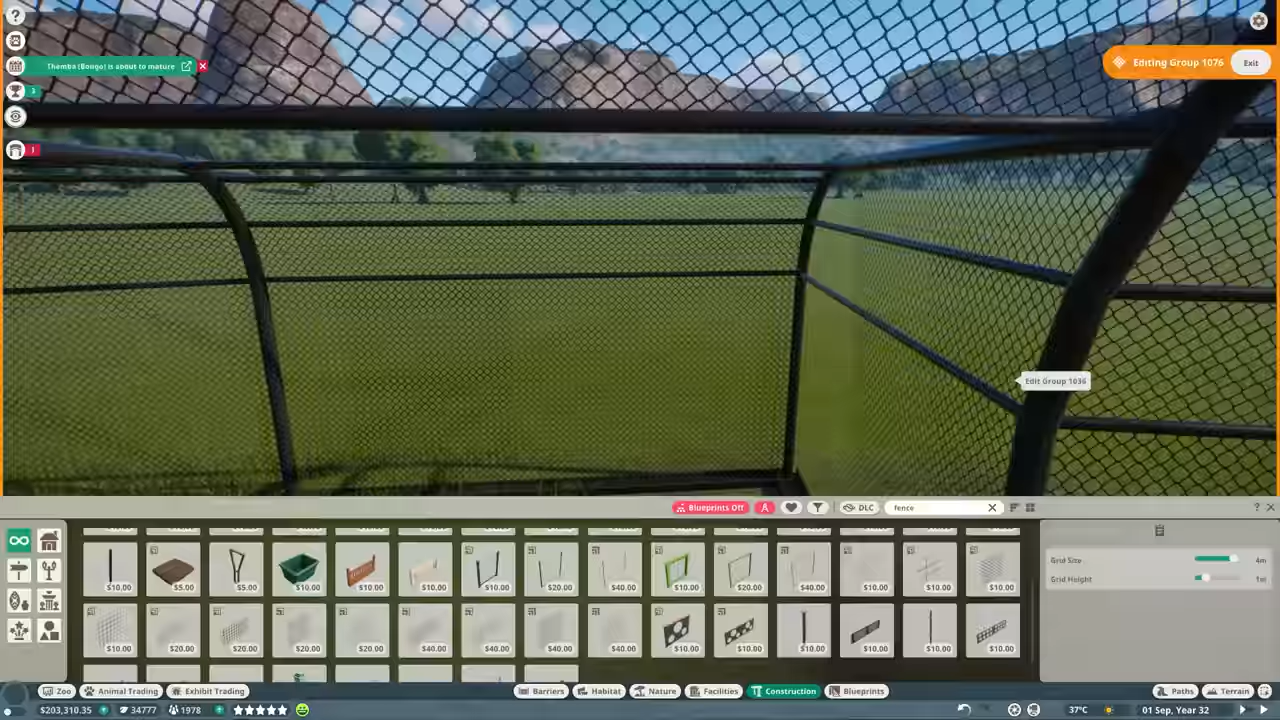 ?
Themba (Bongo) is about to mature
3
1
Editing Group 1076
Exit
Edit Group 1036
Blueprints Off
DLC
fence
?
$10.00 $5.00 $5.00 $10.00 $10.00 $10.00 $10.00 $20.00 $40.00 $10.00 $20.00 $40.00 $10.00 $10.00 $10.00
Grid Size 4m
Grid Height 1m
$10.00 $20.00 $20.00 $20.00 $20.00 $40.00 $40.00 $40.00 $40.00 $10.00 $10.00 $10.00 $10.00 $10.00 $10.00
Zoo Animal Trading Exhibit Trading Barriers Habitat Nature Facilities Construction Blueprints Paths Terrain
$203,310.35 34777 1978 37°C 01 Sep, Year 32